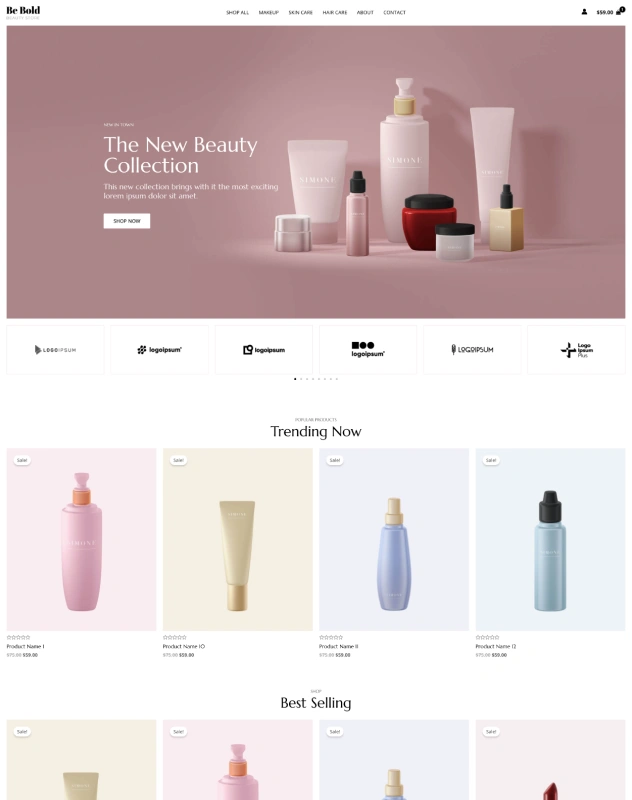 Be Bold
BEAUTY STORE
SHOP ALL MAKEUP SKIN CARE HAIR CARE ABOUT CONTACT
$59.00 1
The New Beauty
Collection
This new collection brings with it the most exciting
lorem ipsum dolor sit amet.
SHOP NOW
SIMONE
SIMONE
LOGOIPSUM
logoipsum
logoipsum
logoipsum
LOGOIPSUM
Logo
Ipsum
Plus
POPULAR PRODUCTS
Trending Now
Sale! Sale! Sale! Sale!
SIMONE
SIMONE
Product Name 1 Product Name 10 Product Name 11 Product Name 12
$75.00 $59.00 $75.00 $59.00 $75.00 $59.00 $75.00 $59.00
SHOP
Best Selling
Sale! Sale! Sale! Sale!